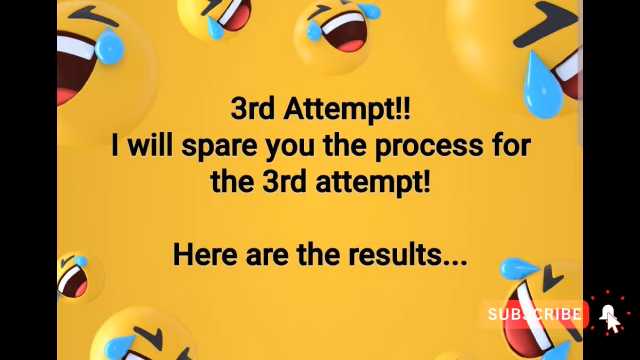 3rd Attempt!!
I will spare you the process for
the 3rd attempt!
Here are the results...
SUBSCRIBE